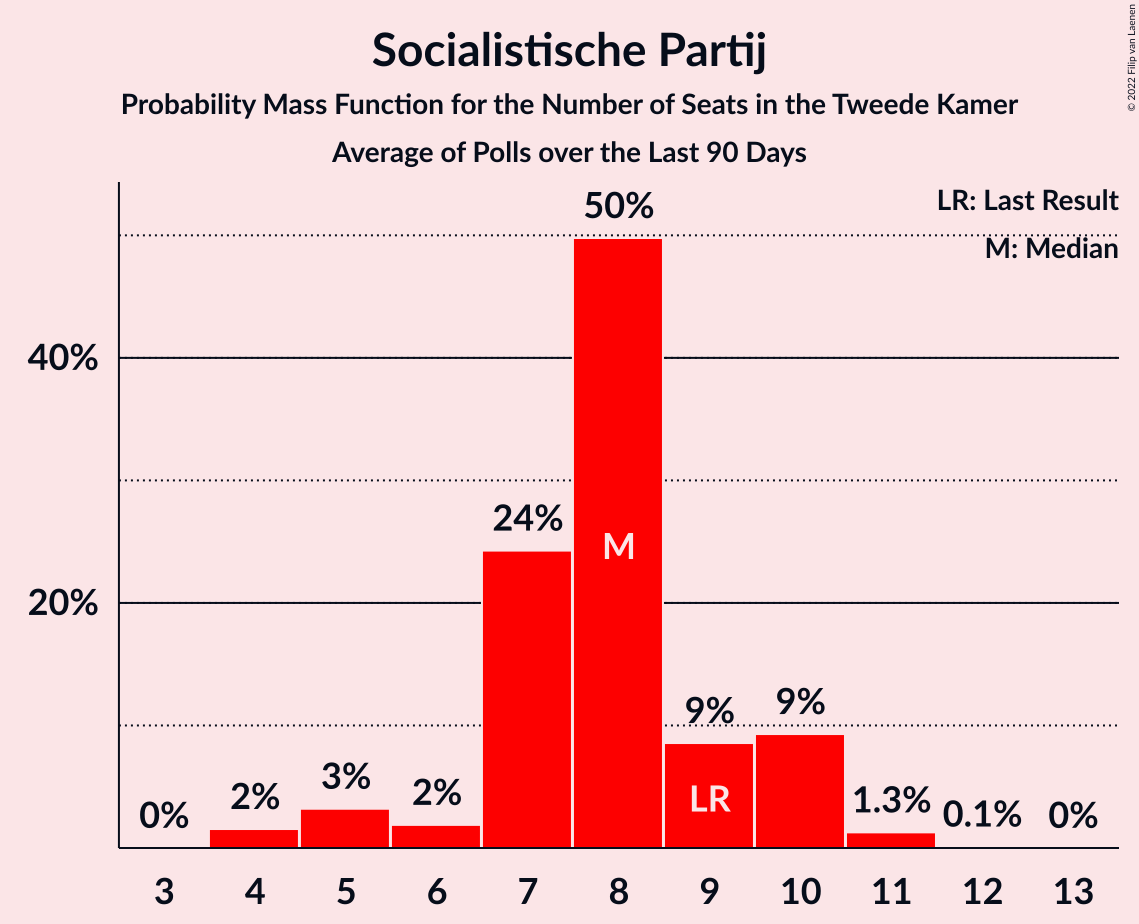 Socialistische Partij
Probability Mass Function for the Number of Seats in the Tweede Kamer
Average of Polls over the Last 90 Days
© 2022 Filip van Laenen
LR: Last Result
M: Median
50%
40%
24%
M
20%
9%
9%
LR
0%
2%
3%
2%
1.3%
0.1%
0%
3 4 5 6 7 8 9 10 11 12 13